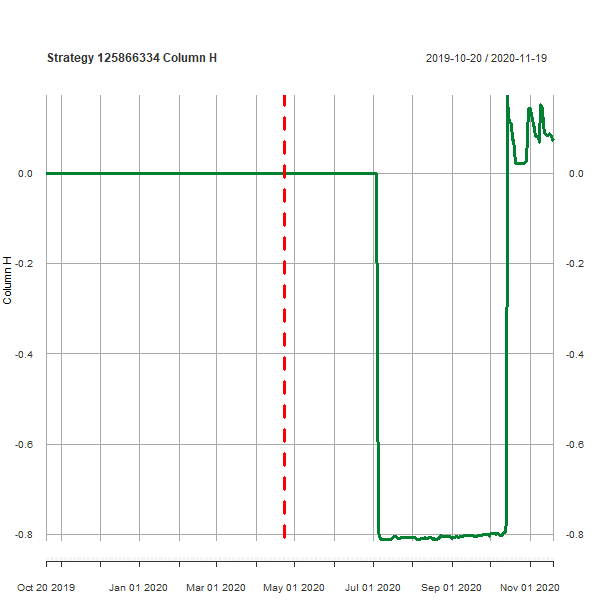 Strategy 125866334 Column H
2019-10-20 / 2020-11-19
0.0 0.0
-0.2 -0.2
-0.4 -0.4
-0.6 -0.6
-0.8 -0.8
Column H
Oct 20 2019 Jan 01 2020 Mar 01 2020 May 01 2020 Jul 01 2020 Sep 01 2020 Nov 01 2020